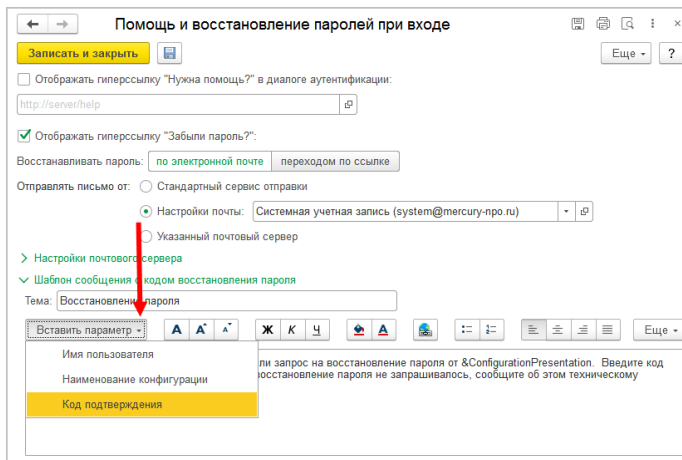 Помощь и восстановление паролей при входе
Записать и закрыть Еще ?
Отображать гиперссылку "Нужна помощь?" в диалоге аутентификации:
http://server/help
Отображать гиперссылку "Забыли пароль?":
Восстанавливать пароль: по электронной почте переходом по ссылке
Отправлять письмо от: Стандартный сервис отправки
Настройки почты: Системная учетная запись (system@mercury-npo.ru)
Указанный почтовый сервер
Настройки почтового сервера
Шаблон сообщения с кодом восстановления пароля
Тема: Восстановление пароля
Вставить параметр А А А Ж К Ч А Еще
Имя пользователя
ли запрос на восстановление пароля от &ConfigurationPresentation. Введите код
восстановление пароля не запрашивалось, сообщите об этом техническому
Наименование конфигурации
Код подтверждения